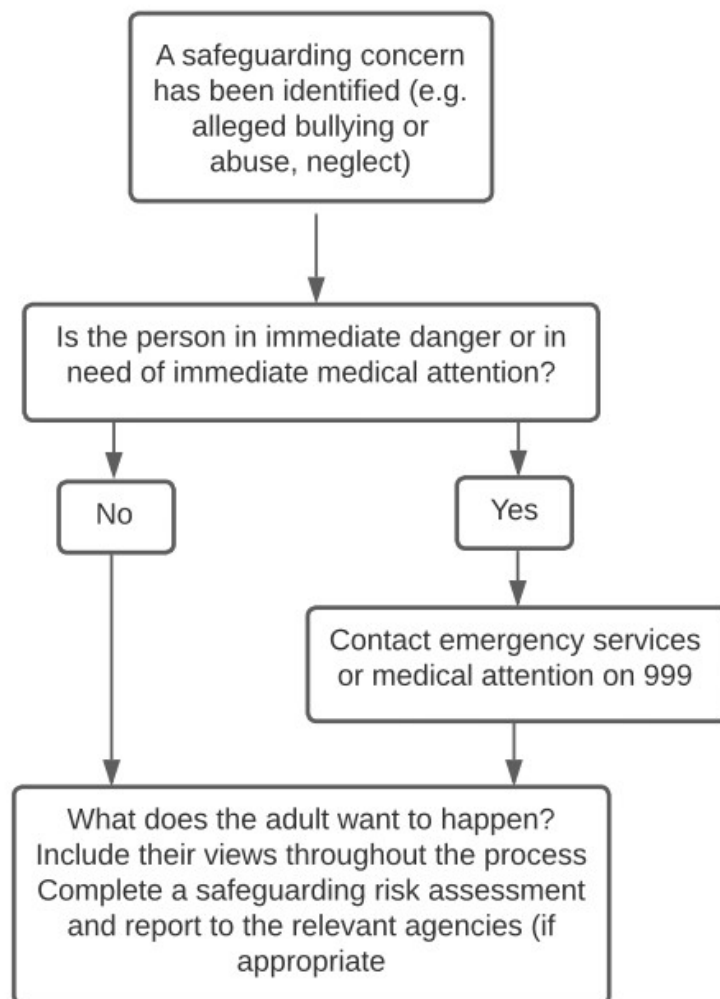 A safeguarding concern
has been identified (e.g.
alleged bullying or
abuse, neglect)
Is the person in immediate danger or in
need of immediate medical attention?
No
Yes
Contact emergency services
or medical attention on 999
What does the adult want to happen?
Include their views throughout the process
Complete a safeguarding risk assessment
and report to the relevant agencies (if
appropriate